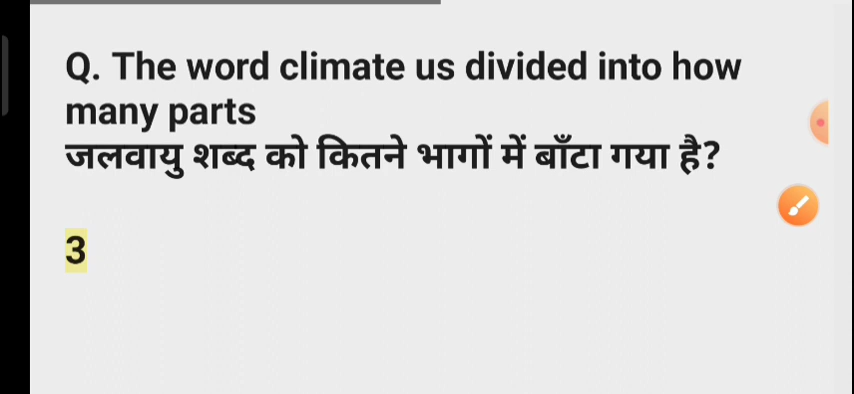 Q. The word climate us divided into how
many parts
जलवायु शब्द को कितने भागों में बाँटा गया है?
3